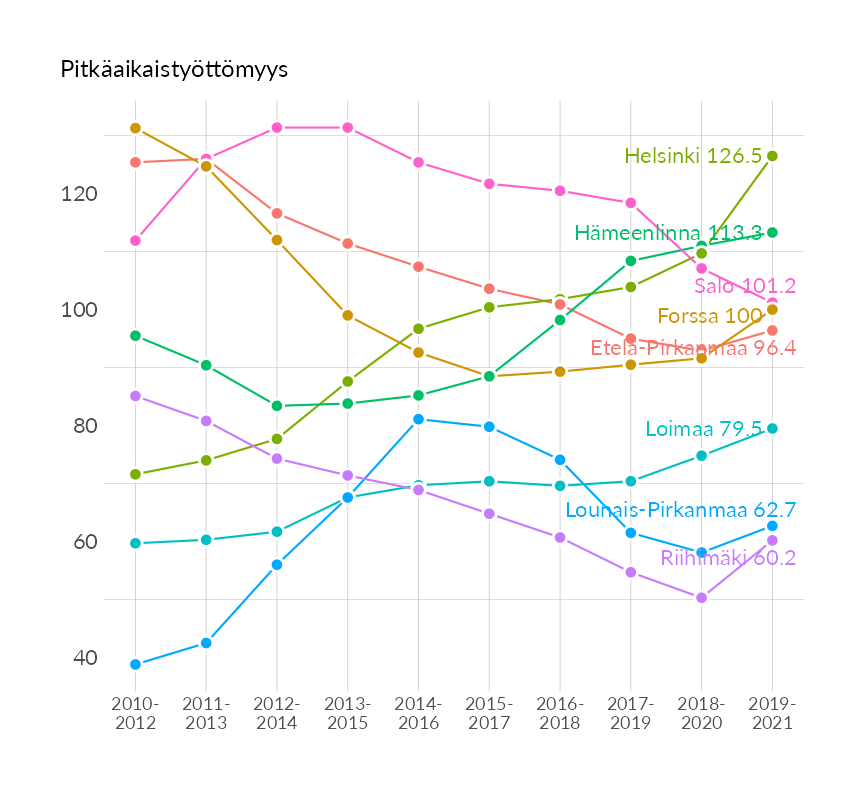 Pitkäaikaistyöttömyys
Helsinki 126.5
120
Hämeenlinna 113.3
Salo 101.2
100
Forssa 100
Etelä-Pirkanmaa 96.4
80
Loimaa 79.5
Lounais-Pirkanmaa 62.7
60
Riihimäki 60.2
40
2010-
2012
2011-
2013
2012-
2014
2013-
2015
2014-
2016
2015-
2017
2016-
2018
2017-
2019
2018-
2020
2019-
2021